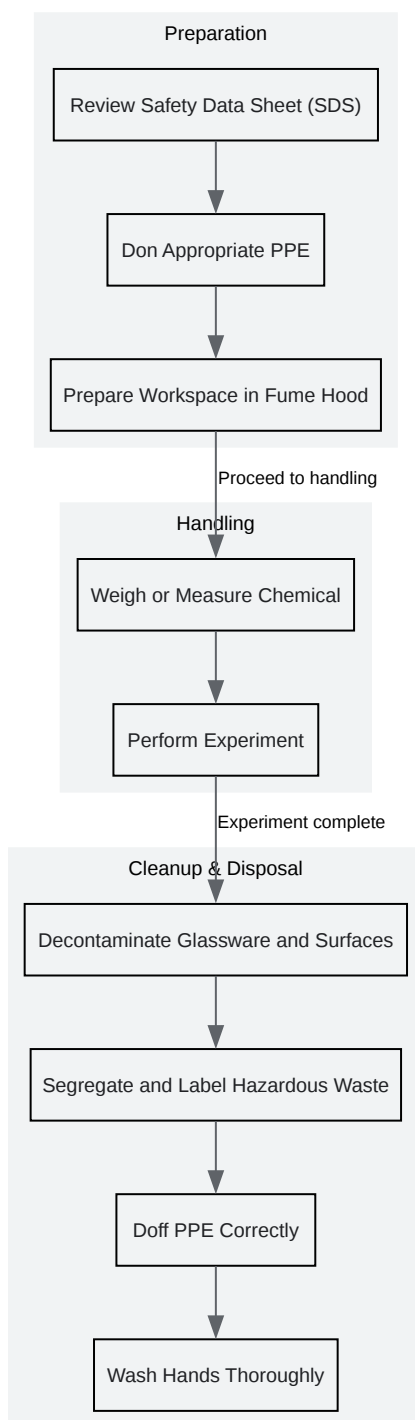 Preparation
Review Safety Data Sheet (SDS)
Don Appropriate PPE
Prepare Workspace in Fume Hood
Proceed to handling
Handling
Weigh or Measure Chemical
Perform Experiment
Experiment complete
Cleanup & Disposal
Decontaminate Glassware and Surfaces
Segregate and Label Hazardous Waste
Doff PPE Correctly
Wash Hands Thoroughly